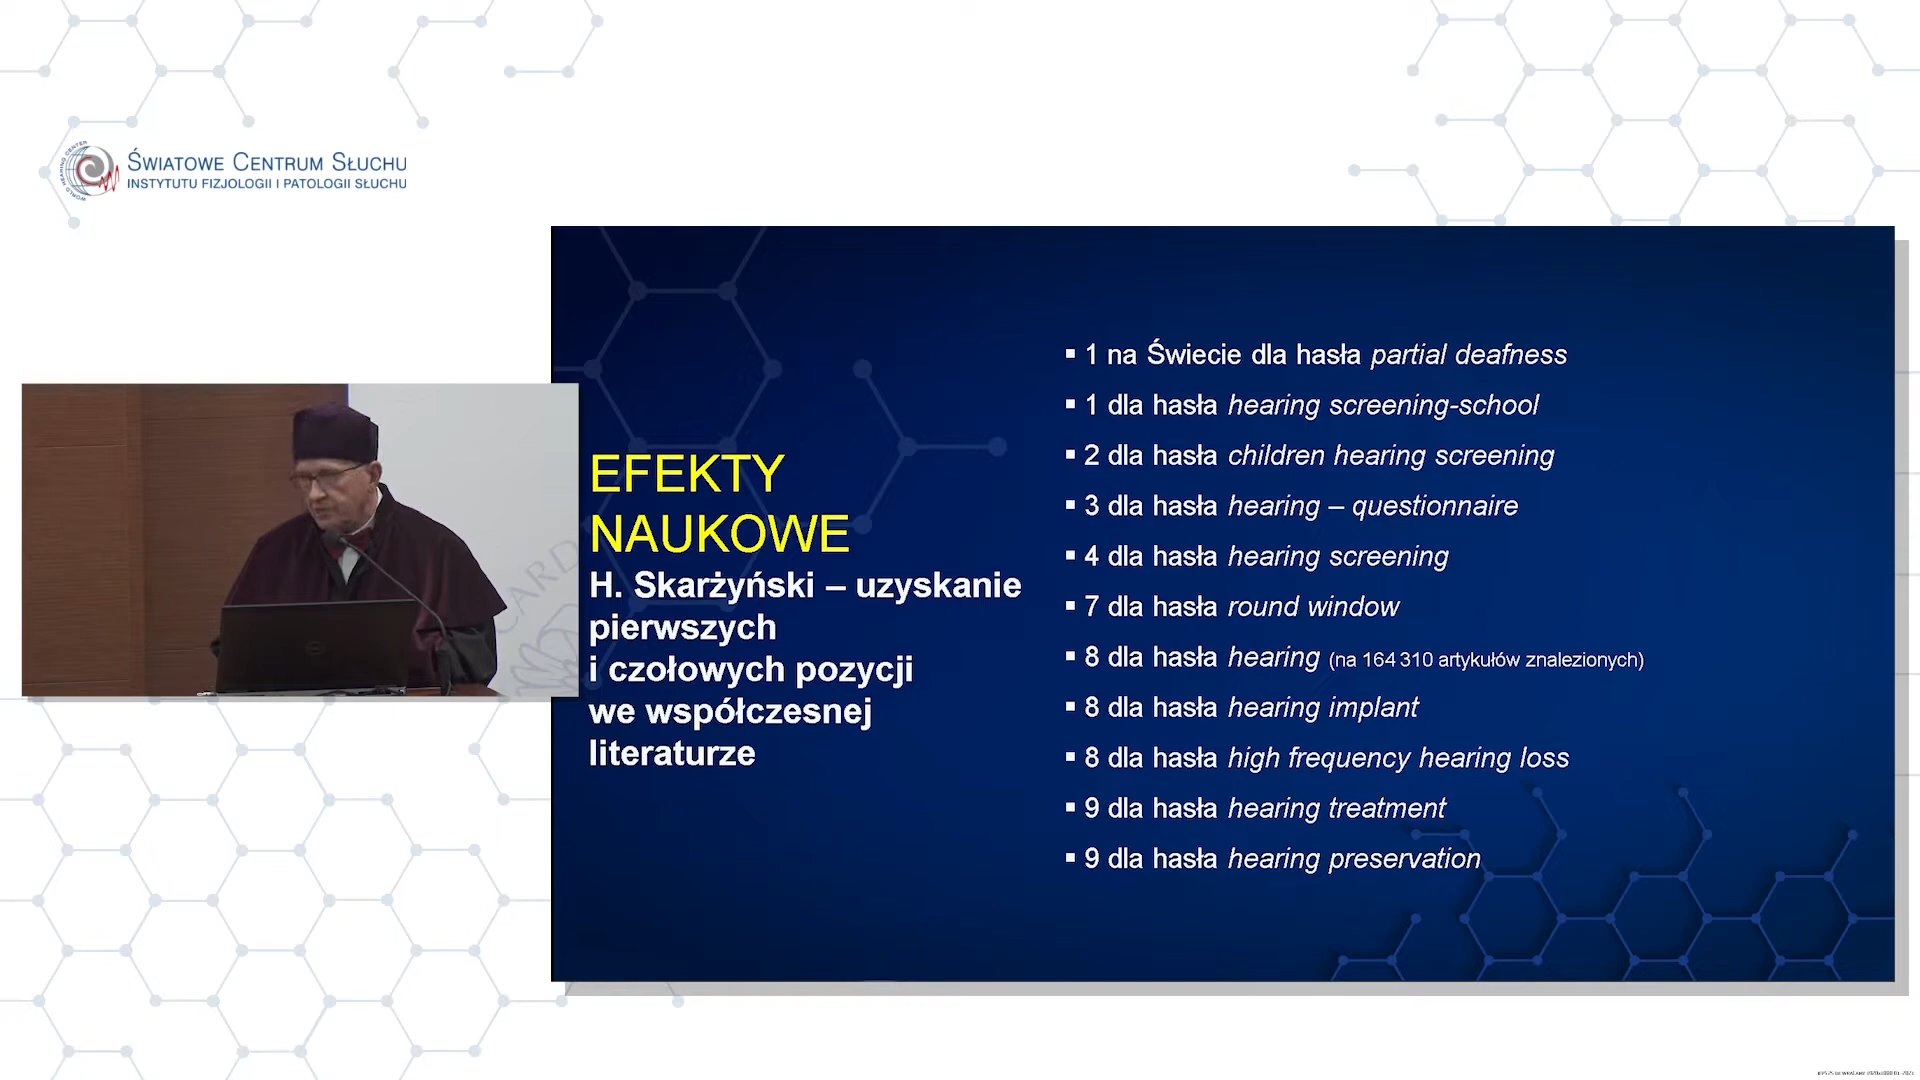 WORLD HEARING CENTER
ŚWIATOWE CENTRUM SŁUCHU
INSTYTUTU FIZJOLOGII I PATOLOGII SŁUCHU
CARD
EFEKTY
NAUKOWE
H. Skarżyński – uzyskanie
pierwszych
i czołowych pozycji
we współczesnej
literaturze
▪ 1 na Świecie dla hasła partial deafness
▪ 1 dla hasła hearing screening-school
▪ 2 dla hasła children hearing screening
▪ 3 dla hasła hearing – questionnaire
▪ 4 dla hasła hearing screening
▪ 7 dla hasła round window
▪ 8 dla hasła hearing (na 164 310 artykułów znalezionych)
▪ 8 dla hasła hearing implant
▪ 8 dla hasła high frequency hearing loss
▪ 9 dla hasła hearing treatment
▪ 9 dla hasła hearing preservation